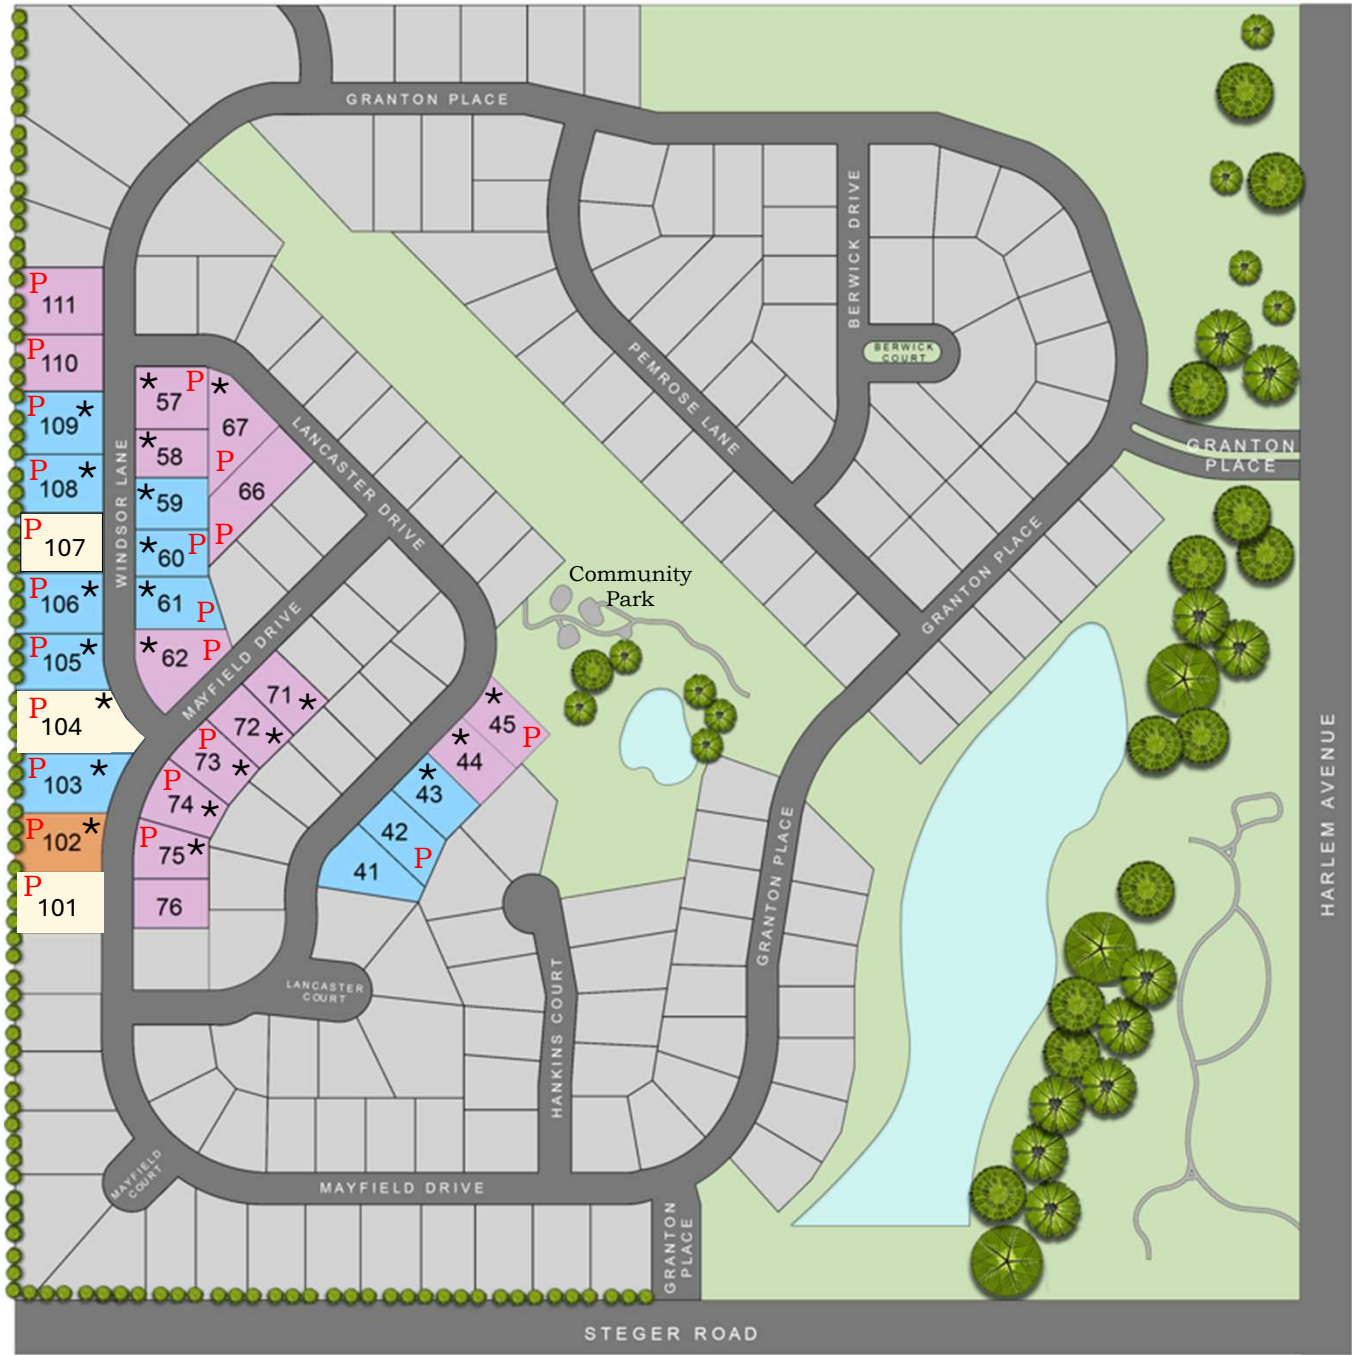 GRANTON PLACE
BERWICK DRIVE
BERWICK
COURT
PEMROSE LANE
GRANTON
PLACE
GRANTON PLACE
HARLEM AVENUE
P
111
P
110
P
109 *
P
108 *
P
107
P
106 *
P
105 *
P
104 *
P
103 *
P
102 *
P
101
WINDSOR LANE
* P
57
*
58
*
59
* P
60
*
61 P
* P
62
*
67
P
66
P
LANCASTER DRIVE
MAYFIELD DRIVE
71 *
72 *
P
73 *
P
74 *
P
75 *
76
*
45 P
*
44
*
43
42
P
41
Community
Park
GRANTON PLACE
LANCASTER
COURT
HANKINS COURT
MAYFIELD
COURT
MAYFIELD DRIVE
GRANTON
PLACE
STEGER ROAD